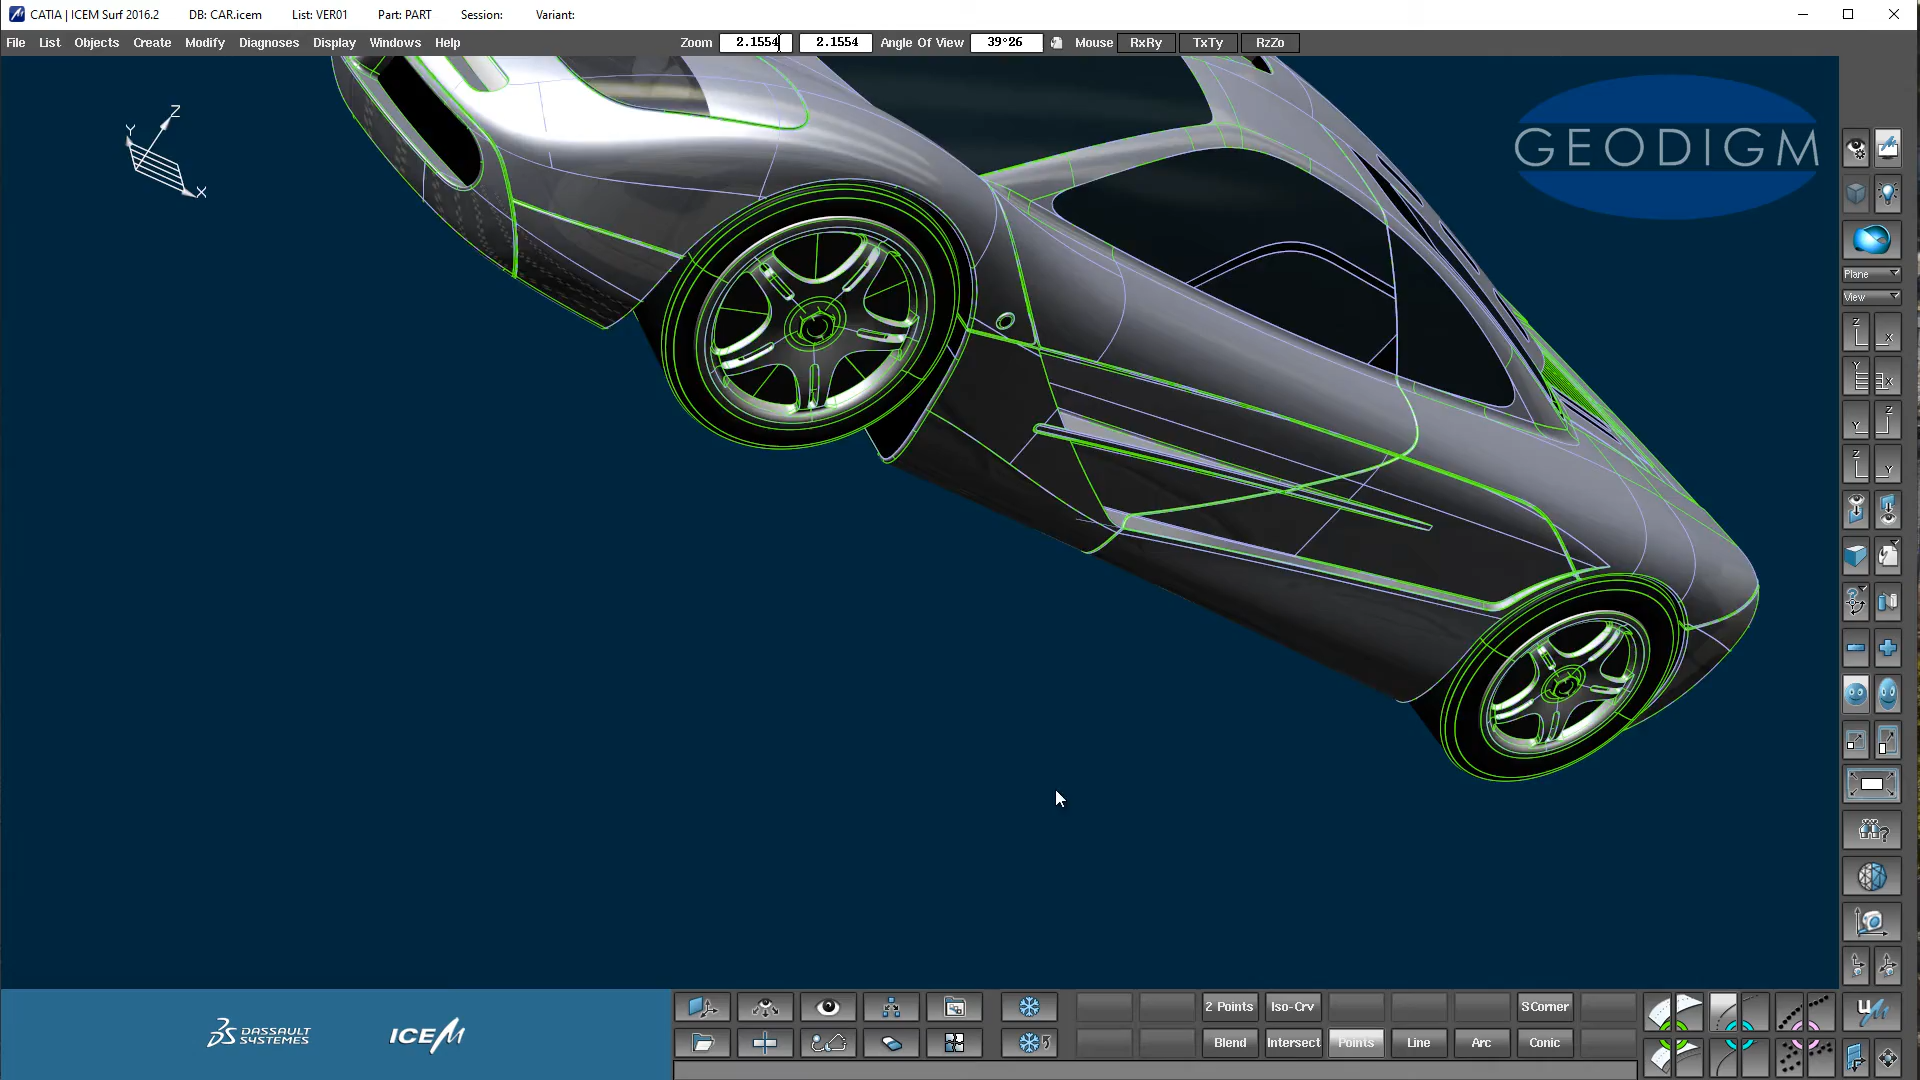 CATIA | ICEM Surf 2016.2 DB: CAR.icem List: VER01 Part: PART Session: Variant:
File List Objects Create Modify Diagnoses Display Windows Help Zoom 2.1554 2.1554 Angle Of View 39°26 Mouse RxRy TxTy RzZo
GEODIGM
Z
Y
X
Plane
View
Z X
Y X
Y Z
Z Y
2 Points Iso-Crv SCorner
Blend Intersect Points Line Arc Conic
DASSAULT
SYSTEMES
ICEM